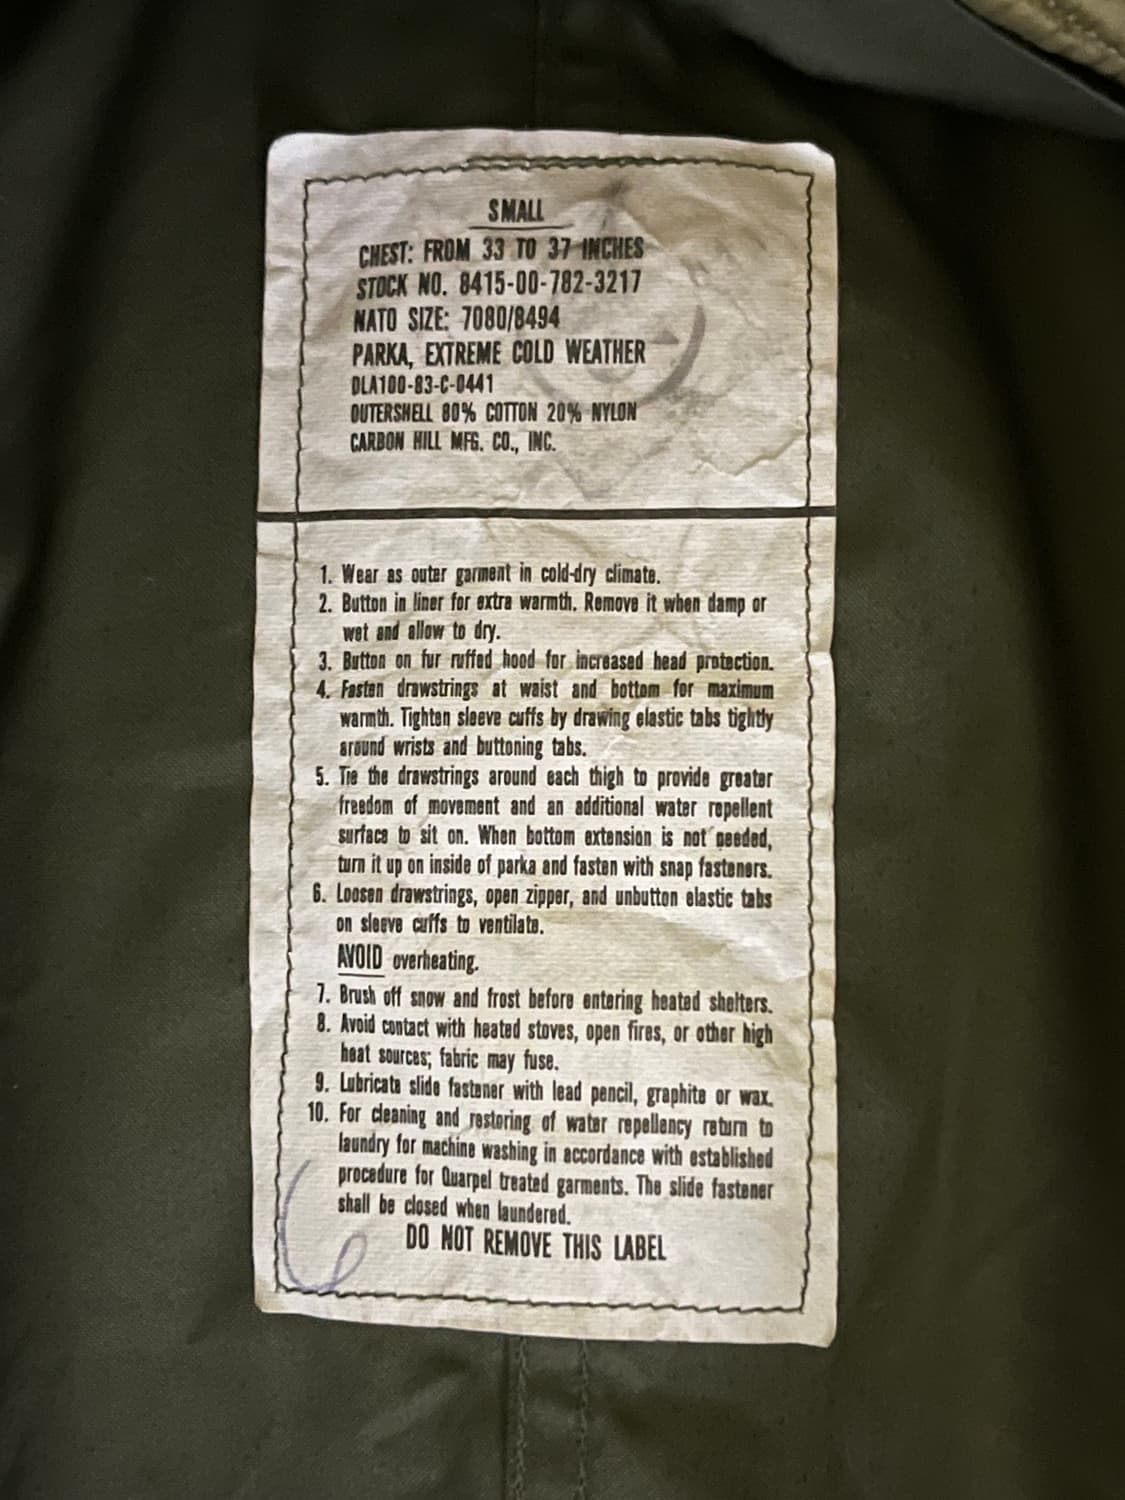 SMALL
CHEST: FROM 33 TO 37 INCHES
STOCK NO. 8415-00-782-3217
NATO SIZE: 7080/8494
PARKA, EXTREME COLD WEATHER
DLA100-83-C-0441
OUTERSHELL 80% COTTON 20% NYLON
CARBON HILL MFG. CO., INC.
1. Wear as outer garment in cold-dry climate.
2. Button in liner for extra warmth. Remove it when damp or
wet and allow to dry.
3. Button on fur ruffed hood for increased head protection.
4. Fasten drawstrings at waist and bottom for maximum
warmth. Tighten sleeve cuffs by drawing elastic tabs tightly
around wrists and buttoning tabs.
5. Tie the drawstrings around each thigh to provide greater
freedom of movement and an additional water repellent
surface to sit on. When bottom extension is not needed,
turn it up on inside of parka and fasten with snap fasteners.
6. Loosen drawstrings, open zipper, and unbutton elastic tabs
on sleeve cuffs to ventilate.
AVOID overheating.
7. Brush off snow and frost before entering heated shelters.
8. Avoid contact with heated stoves, open fires, or other high
heat sources; fabric may fuse.
9. Lubricate slide fastener with lead pencil, graphite or wax.
10. For cleaning and restoring of water repellency return to
laundry for machine washing in accordance with established
procedure for Quarpel treated garments. The slide fastener
shall be closed when laundered.
DO NOT REMOVE THIS LABEL